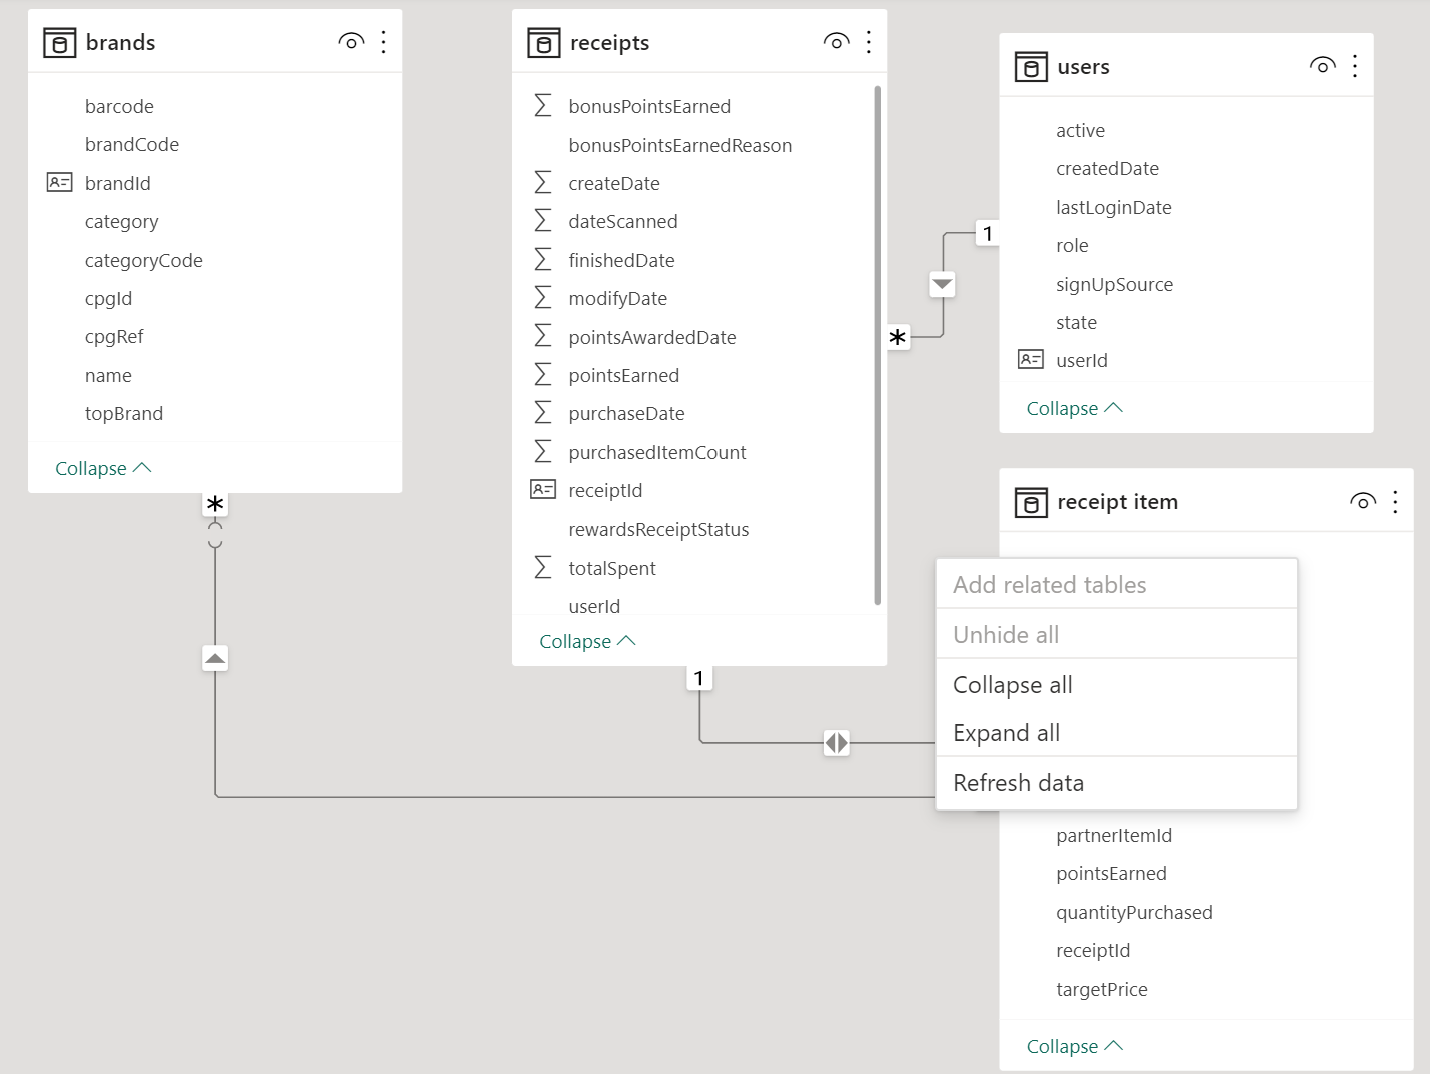 brands
barcode
brandCode
brandId
category
categoryCode
cpgId
cpgRef
name
topBrand
Collapse
*
receipts
bonusPointsEarned
bonusPointsEarnedReason
createDate
dateScanned
finishedDate
modifyDate
pointsAwardedDate
pointsEarned
purchaseDate
purchasedItemCount
receiptId
rewardsReceiptStatus
totalSpent
userId
Collapse
1
*
1
users
active
createdDate
lastLoginDate
role
signUpSource
state
userId
Collapse
receipt item
Add related tables
Unhide all
Collapse all
Expand all
Refresh data
partnerItemId
pointsEarned
quantityPurchased
receiptId
targetPrice
Collapse